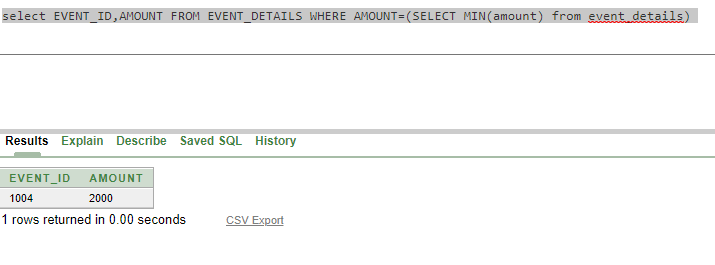 select EVENT_ID,AMOUNT FROM EVENT_DETAILS WHERE AMOUNT=(SELECT MIN(amount) from event_details)
Results Explain Describe Saved SQL History
EVENT_ID AMOUNT
1004 2000
1 rows returned in 0.00 seconds CSV Export